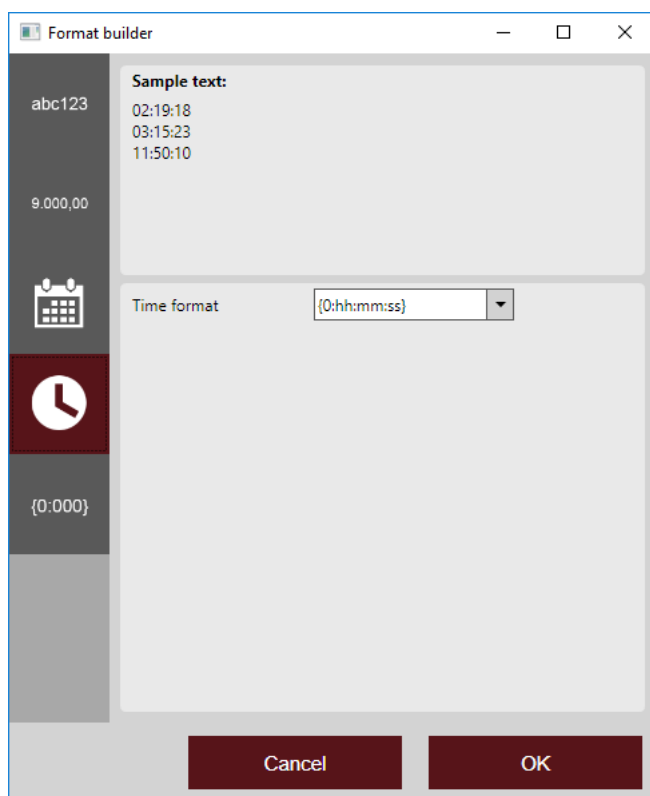 Format builder
abc123
9.000,00
{0:000}
Sample text:
02:19:18
03:15:23
11:50:10
Time format
{0:hh:mm:ss}
Cancel
OK